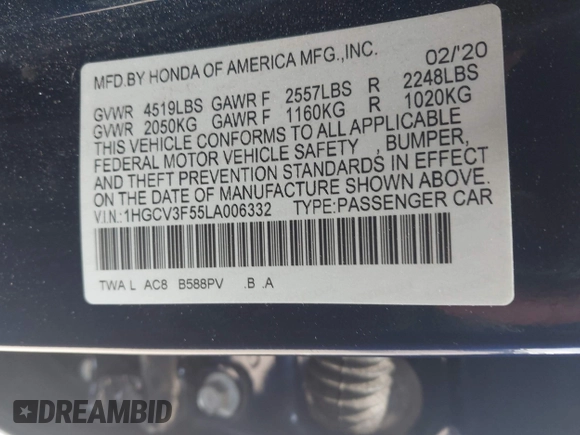 MFD.BY HONDA OF AMERICA MFG.,INC. 02/'20
GVWR 4519LBS GAWR F 2557LBS R 2248LBS
GVWR 2050KG GAWR F 1160KG R 1020KG
THIS VEHICLE CONFORMS TO ALL APPLICABLE
FEDERAL MOTOR VEHICLE SAFETY , BUMPER,
AND THEFT PREVENTION STANDARDS IN EFFECT
ON THE DATE OF MANUFACTURE SHOWN ABOVE.
V.I.N.:1HGCV3F55LA006332 TYPE:PASSENGER CAR
TWA L AC8 B588PV .B .A
DREAMBID